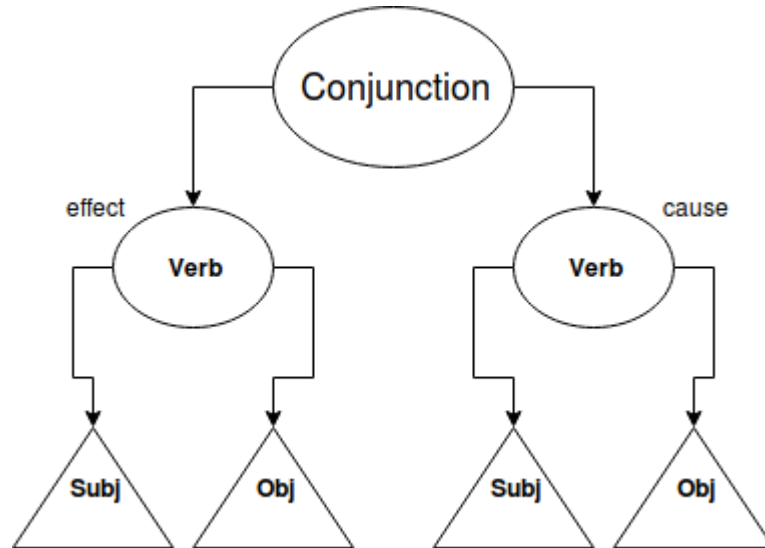 Conjunction
effect
cause
Verb
Verb
Subj
Obj
Subj
Obj